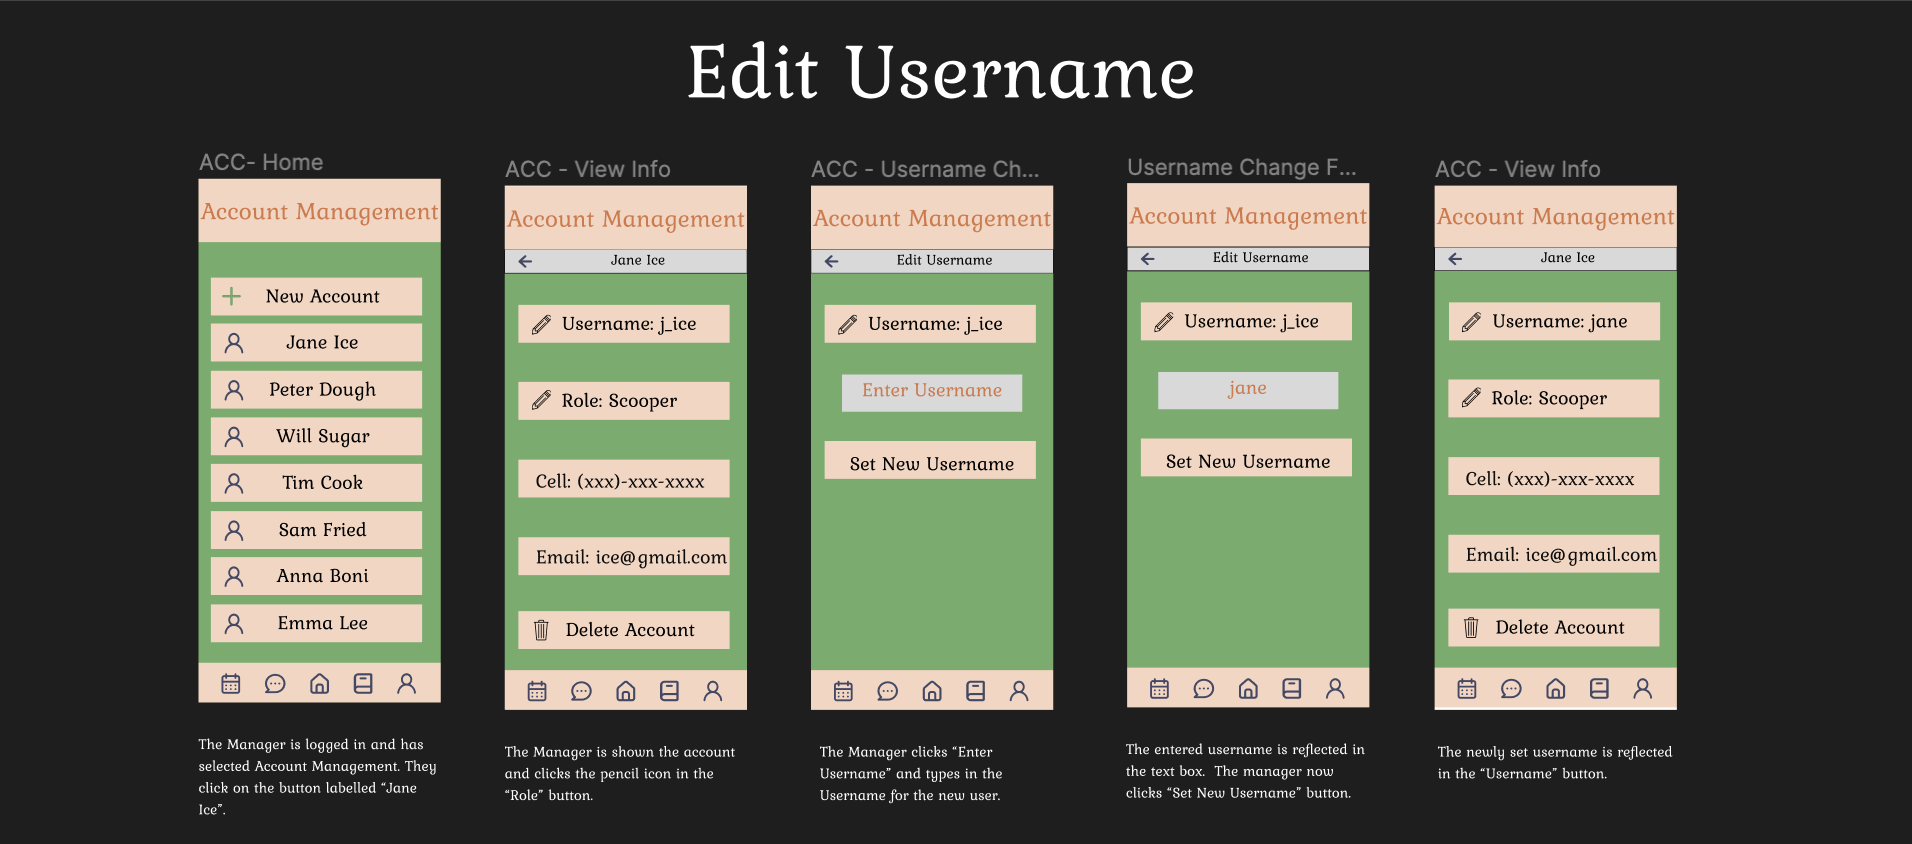 Edit Username
ACC- Home
Account Management
New Account
Jane Ice
Peter Dough
Will Sugar
Tim Cook
Sam Fried
Anna Boni
Emma Lee
The Manager is logged in and has
selected Account Management. They
click on the button labelled “Jane
Ice”.
ACC - View Info
Account Management
Jane Ice
Username: j_ice
Role: Scooper
Cell: (xxx)-xxx-xxxx
Email: ice@gmail.com
Delete Account
The Manager is shown the account
and clicks the pencil icon in the
“Role” button.
ACC - Username Ch...
Account Management
Edit Username
Username: j_ice
Enter Username
Set New Username
The Manager clicks “Enter
Username” and types in the
Username for the new user.
Username Change F...
Account Management
Edit Username
Username: j_ice
jane
Set New Username
The entered username is reflected in
the text box. The manager now
clicks “Set New Username” button.
ACC - View Info
Account Management
Jane Ice
Username: jane
Role: Scooper
Cell: (xxx)-xxx-xxxx
Email: ice@gmail.com
Delete Account
The newly set username is reflected
in the “Username” button.